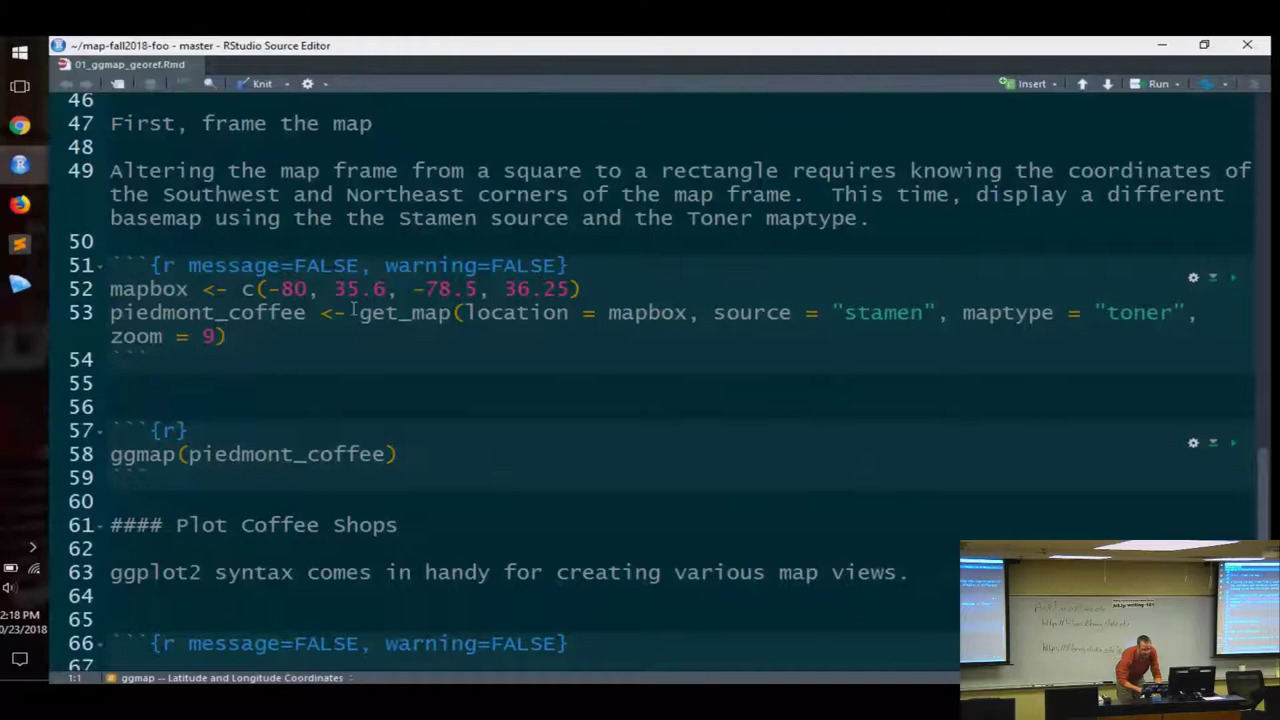 ~/map-fall2018-foo - master - RStudio Source Editor
01_ggmap_georef.Rmd
Knit
Insert
Run
46
47 First, frame the map
48
49 Altering the map frame from a square to a rectangle requires knowing the coordinates of
the Southwest and Northeast corners of the map frame.  This time, display a different
basemap using the the Stamen source and the Toner maptype.
50
51 ```{r message=FALSE, warning=FALSE}
52 mapbox <- c(-80, 35.6, -78.5, 36.25)
53 piedmont_coffee <- get_map(location = mapbox, source = "stamen", maptype = "toner",
zoom = 9)
54 ```
55
56
57 ```{r}
58 ggmap(piedmont_coffee)
59 ```
60
61 #### Plot Coffee Shops
62
63 ggplot2 syntax comes in handy for creating various map views.
64
65
66 ```{r message=FALSE, warning=FALSE}
67
1:1 ggmap -- Latitude and Longitude Coordinates
2:18 PM
0/23/2018